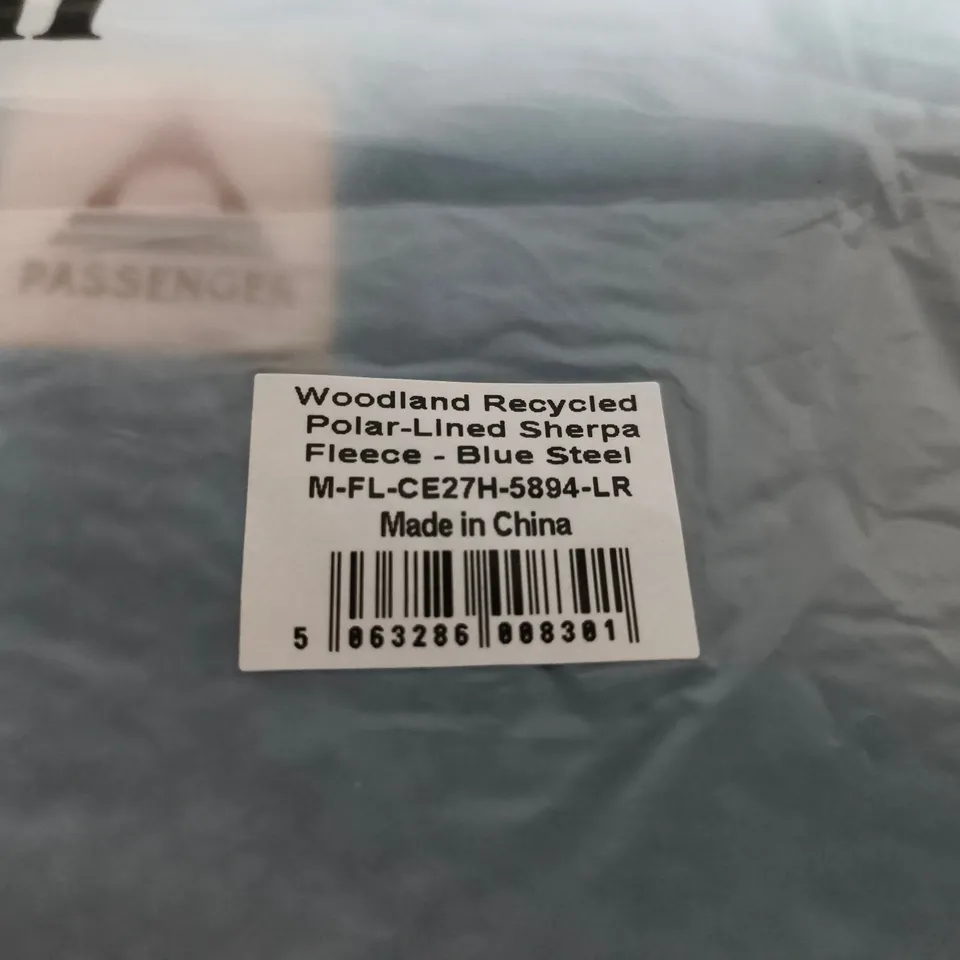 PASSENGER
Woodland Recycled
Polar-Lined Sherpa
Fleece - Blue Steel
M-FL-CE27H-5894-LR
Made in China
5 063286 008301